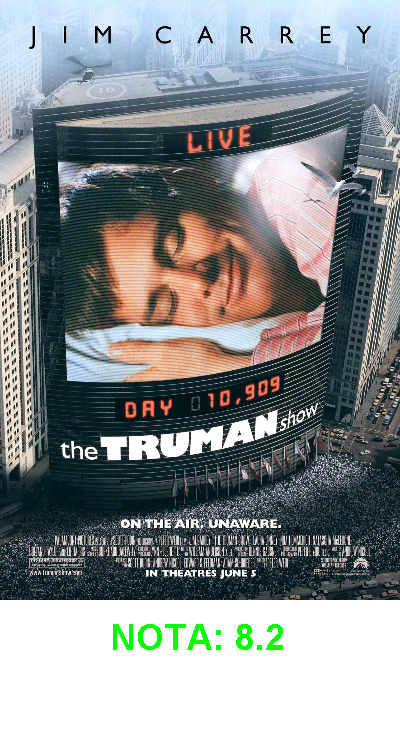 JIM CARREY
LIVE
DAY 10,909
the TRUMAN show
ON THE AIR. UNAWARE.
IN THEATRES JUNE 5
NOTA: 8.2